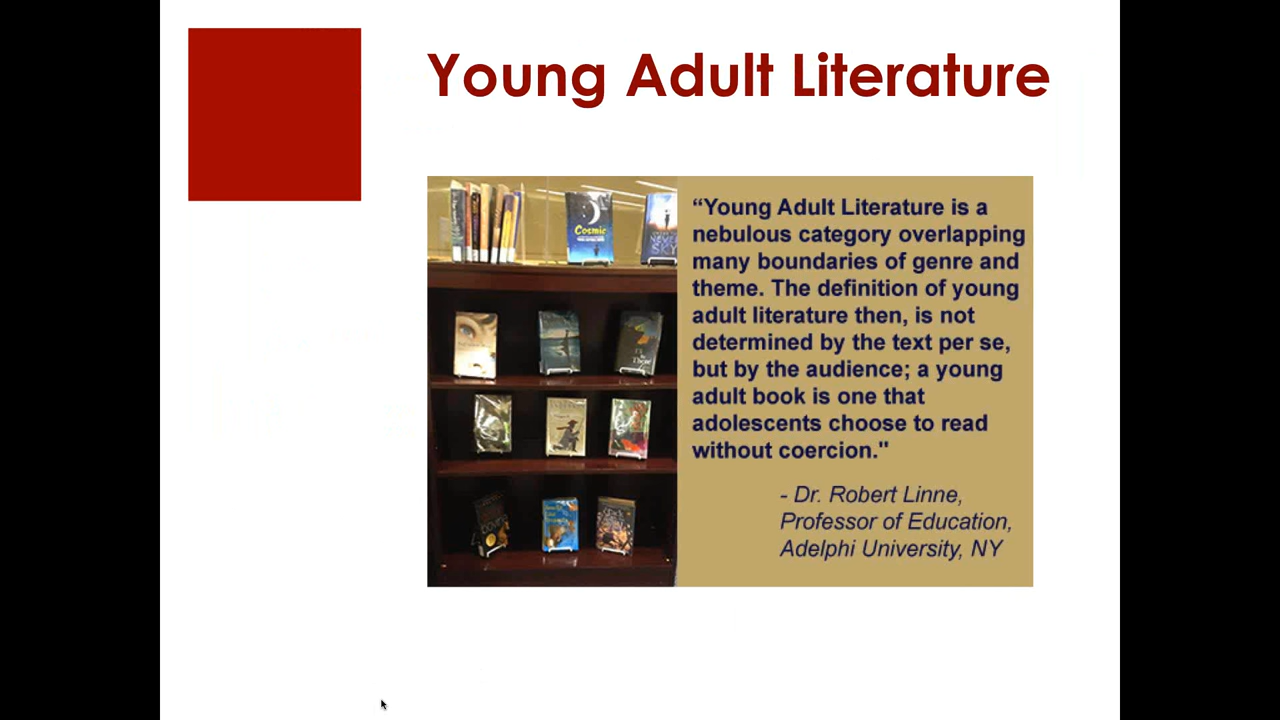 Young Adult Literature
Cosmic
NEVER
SKY
“Young Adult Literature is a
nebulous category overlapping
many boundaries of genre and
theme. The definition of young
adult literature then, is not
determined by the text per se,
but by the audience; a young
adult book is one that
adolescents choose to read
without coercion."
- Dr. Robert Linne,
Professor of Education,
Adelphi University, NY